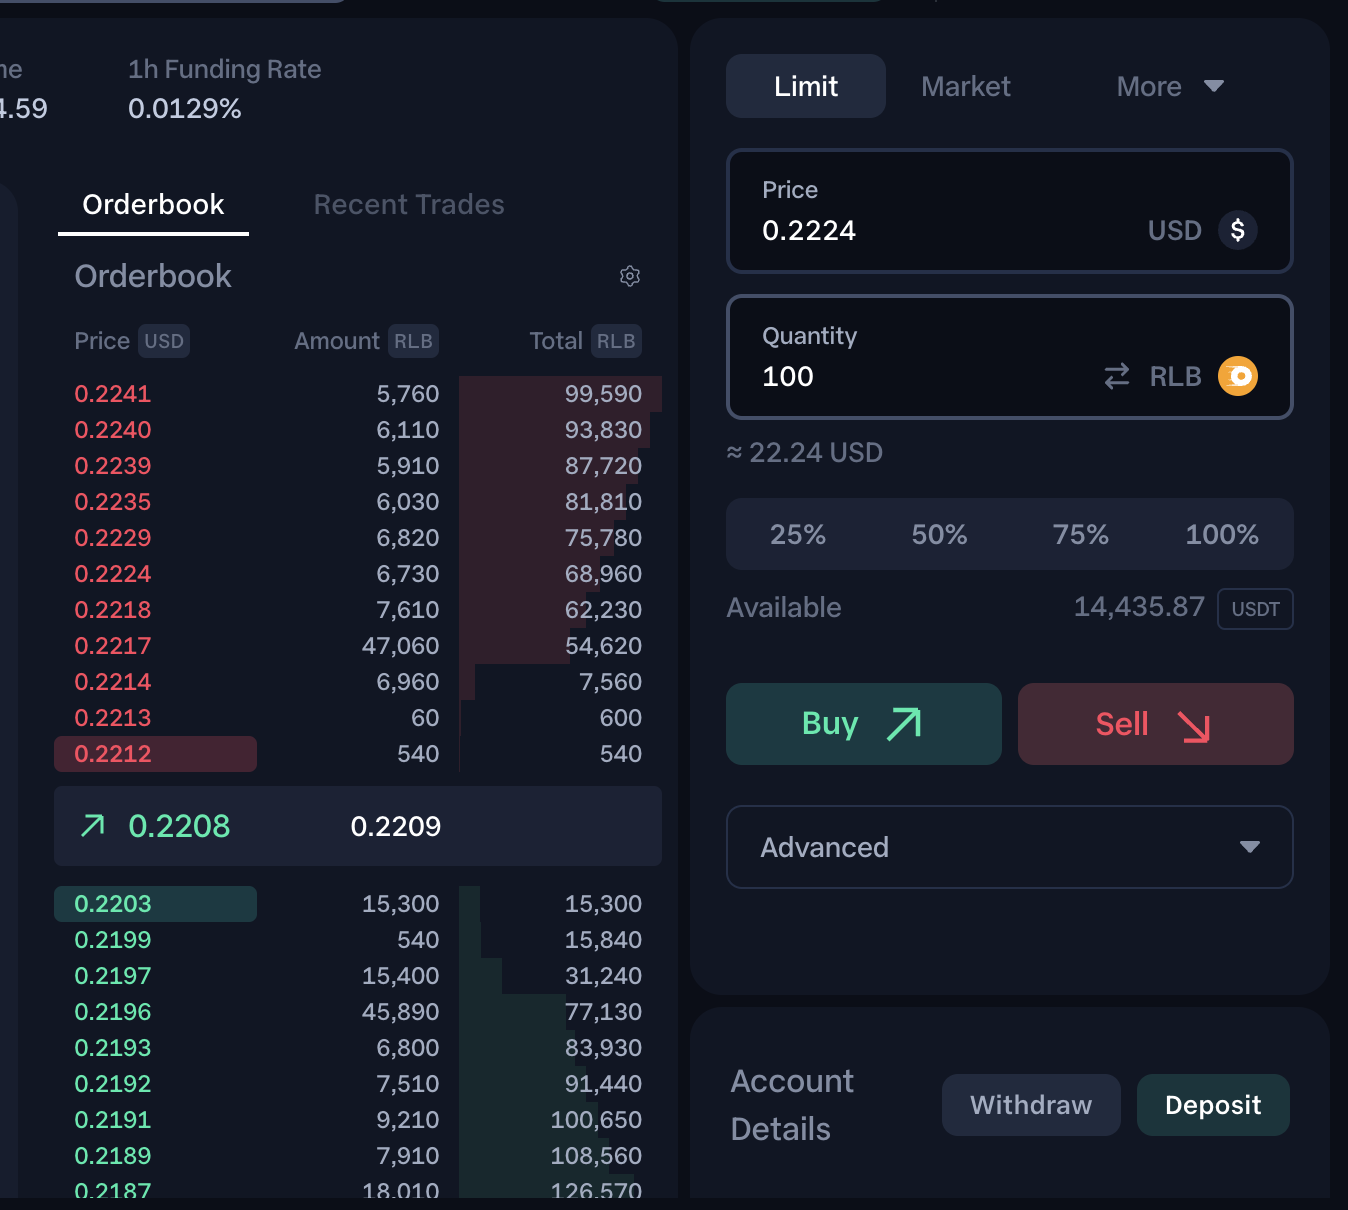 1h Funding Rate
4.59 0.0129%
Orderbook Recent Trades
Orderbook
Price USD Amount RLB Total RLB
0.2241 5,760 99,590
0.2240 6,110 93,830
0.2239 5,910 87,720
0.2235 6,030 81,810
0.2229 6,820 75,780
0.2224 6,730 68,960
0.2218 7,610 62,230
0.2217 47,060 54,620
0.2214 6,960 7,560
0.2213 60 600
0.2212 540 540
0.2208 0.2209
0.2203 15,300 15,300
0.2199 540 15,840
0.2197 15,400 31,240
0.2196 45,890 77,130
0.2193 6,800 83,930
0.2192 7,510 91,440
0.2191 9,210 100,650
0.2189 7,910 108,560
0.2187 18,010 126,570
Limit Market More
Price
0.2224 USD $
Quantity
100 RLB
≈ 22.24 USD
25% 50% 75% 100%
Available 14,435.87 USDT
Buy Sell
Advanced
Account
Details
Withdraw Deposit